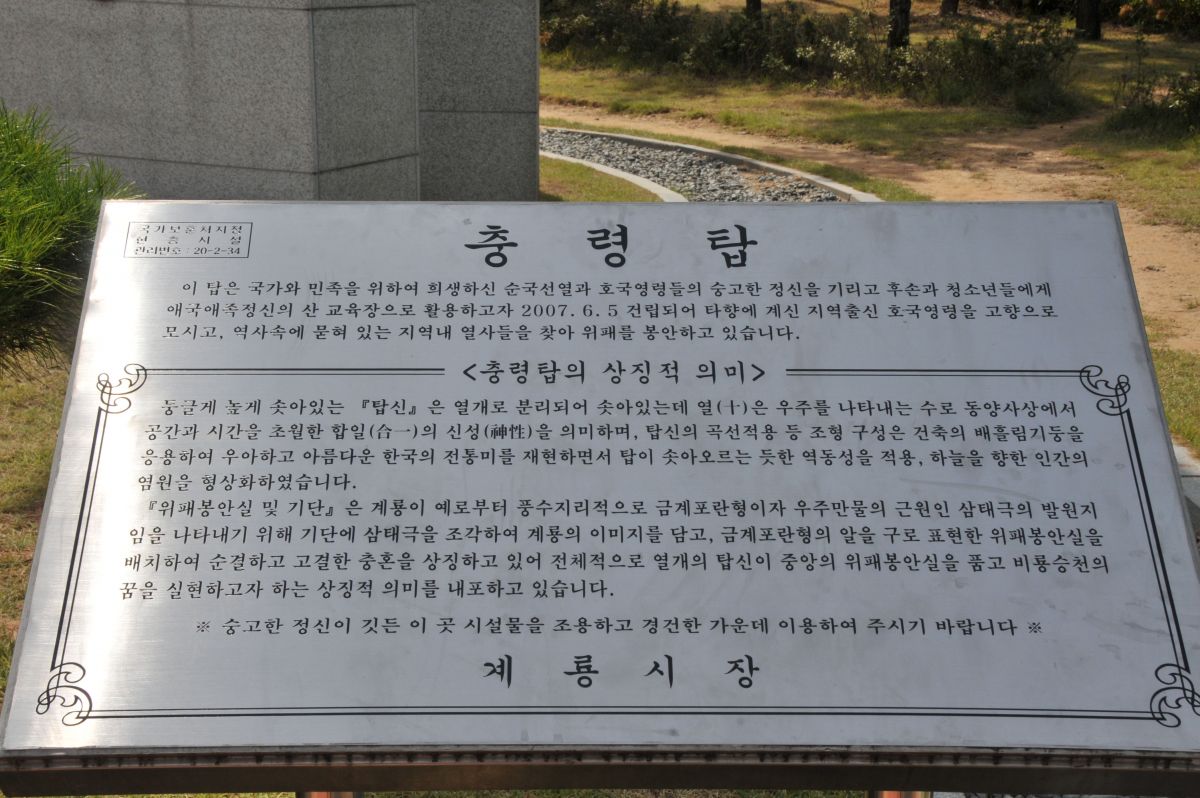 국가보훈처지정
현충시설
관리번호 : 20-2-34
충령탑
이 탑은 국가와 민족을 위하여 희생하신 순국선열과 호국영령들의 숭고한 정신을 기리고 후손과 청소년들에게
애국애족정신의 산 교육장으로 활용하고자 2007. 6. 5 건립되어 타향에 계신 지역출신 호국영령을 고향으로
모시고, 역사속에 묻혀 있는 지역내 열사들을 찾아 위패를 봉안하고 있습니다.
<충령탑의 상징적 의미>
둥글게 높게 솟아있는 『탑신』은 열개로 분리되어 솟아있는데 열(十)은 우주를 나타내는 수로 동양사상에서
공간과 시간을 초월한 합일(合一)의 신성(神性)을 의미하며, 탑신의 곡선적용 등 조형 구성은 건축의 배흘림기둥을
응용하여 우아하고 아름다운 한국의 전통미를 재현하면서 탑이 솟아오르는 듯한 역동성을 적용, 하늘을 향한 인간의
염원을 형상화하였습니다.
『위패봉안실 및 기단』은 계룡이 예로부터 풍수지리적으로 금계포란형이자 우주만물의 근원인 삼태극의 발원지
임을 나타내기 위해 기단에 삼태극을 조각하여 계룡의 이미지를 담고, 금계포란형의 알을 구로 표현한 위패봉안실을
배치하여 순결하고 고결한 충혼을 상징하고 있어 전체적으로 열개의 탑신이 중앙의 위패봉안실을 품고 비룡승천의
꿈을 실현하고자 하는 상징적 의미를 내포하고 있습니다.
※ 숭고한 정신이 깃든 이 곳 시설물을 조용하고 경건한 가운데 이용하여 주시기 바랍니다 ※
계룡시장